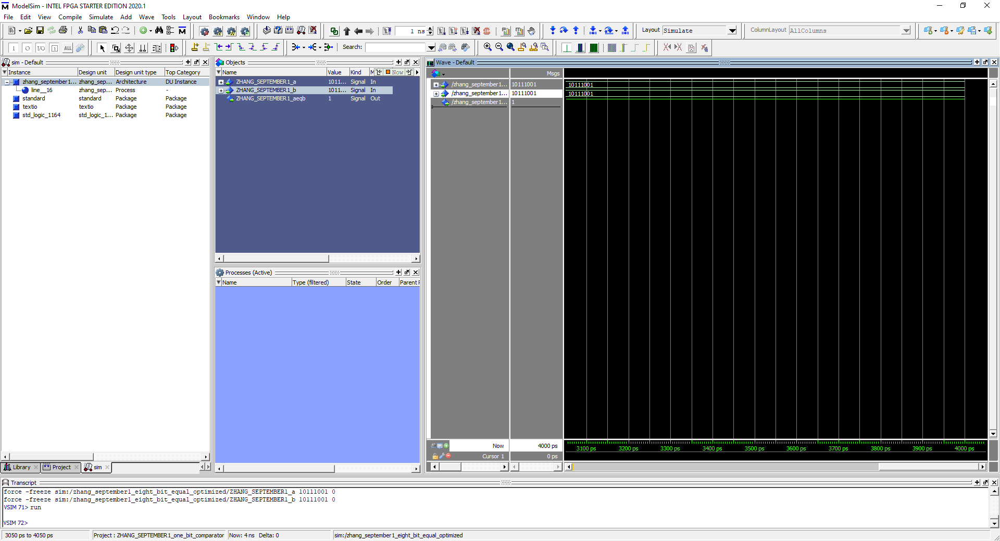 ModelSim - INTEL FPGA STARTER EDITION 2020.1
File Edit View Compile Simulate Add Wave Tools Layout Bookmarks Window Help
1 ns
Layout Simulate
ColumnLayout AllColumns
Search:
sim - Default
Instance Design unit Design unit type Top Category
zhang_september1... zhang_sep... Architecture DU Instance
line__16 zhang_sep... Process -
standard standard Package Package
textio textio Package Package
std_logic_1164 std_logic_1... Package Package
Library Project sim
Objects
Name Value Kind M Now
ZHANG_SEPTEMBER1_a 1011... Signal In
ZHANG_SEPTEMBER1_b 1011... Signal In
ZHANG_SEPTEMBER1_aeqb 1 Signal Out
Processes (Active)
Name Type (filtered) State Order Parent P
Wave - Default
Msgs
/zhang_september1... 10111001 10111001
/zhang_september1... 10111001 10111001
/zhang_september1... 1
Now 4000 ps
Cursor 1 0 ps
3100 ps 3200 ps 3300 ps 3400 ps 3500 ps 3600 ps 3700 ps 3800 ps 3900 ps 4000 ps
Transcript
force -freeze sim:/zhang_september1_eight_bit_equal_optimized/ZHANG_SEPTEMBER1_a 10111001 0
force -freeze sim:/zhang_september1_eight_bit_equal_optimized/ZHANG_SEPTEMBER1_b 10111001 0
VSIM 71> run
VSIM 72>
3050 ps to 4050 ps Project : ZHANG_SEPTEMBER1_one_bit_comparator Now: 4 ns Delta: 0 sim:/zhang_september1_eight_bit_equal_optimized